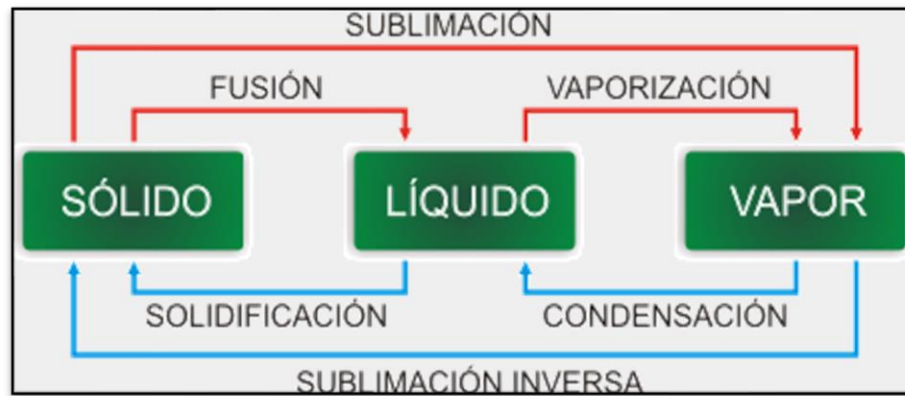 SUBLIMACIÓN
FUSIÓN
VAPORIZACIÓN
SÓLIDO
LÍQUIDO
VAPOR
SOLIDIFICACIÓN
CONDENSACIÓN
SUBLIMACIÓN INVERSA